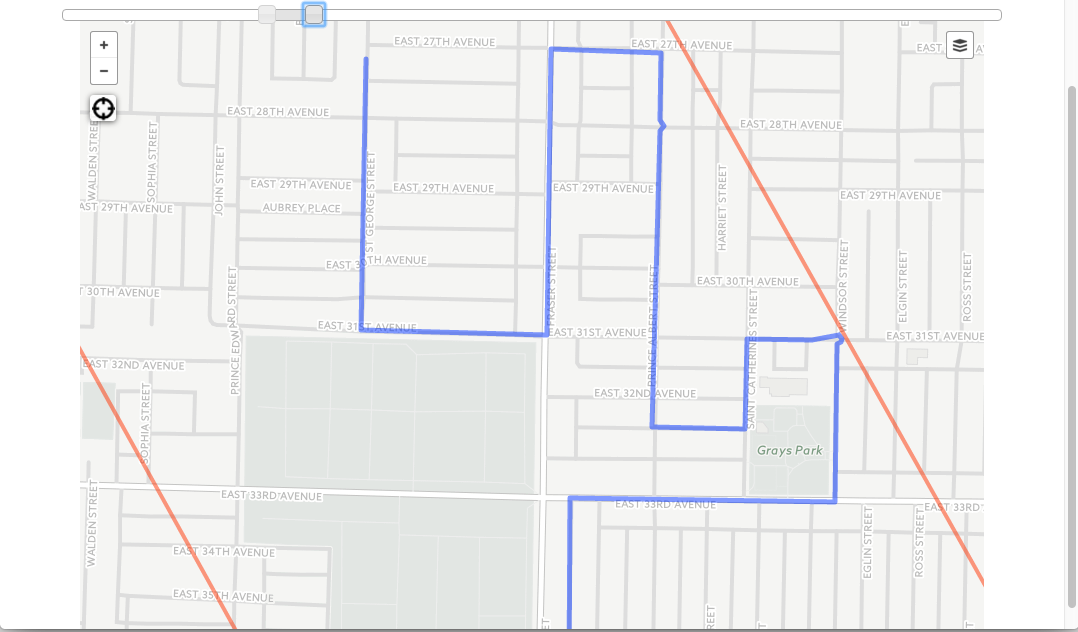 +
−
EAST 27TH AVENUE
EAST 27TH AVENUE
EAST 28TH AVENUE
EAST 28TH AVENUE
WALDEN STREET
SOPHIA STREET
JOHN STREET
EAST 29TH AVENUE
EAST 29TH AVENUE
EAST 29TH AVENUE
EAST 29TH AVENUE
AST 29TH AVENUE
AUBREY PLACE
ST GEORGE STREET
HARRIET STREET
EAST 30TH AVENUE
EAST 30TH AVENUE
T 30TH AVENUE
PRINCE EDWARD STREET
FRASER STREET
PRINCE ALBERT STREET
SAINT CATHERINES STREET
WINDSOR STREET
ELGIN STREET
ROSS STREET
EAST 31ST AVENUE
EAST 31ST AVENUE
EAST 31ST AVENUE
EAST 32ND AVENUE
EAST 32ND AVENUE
SOPHIA STREET
Grays Park
EAST 33RD AVENUE
EAST 33RD AVENUE
EAST 33RD
WALDEN STREET
EAST 34TH AVENUE
EAST 35TH AVENUE
EGLIN STREET
ROSS STREET
STREET